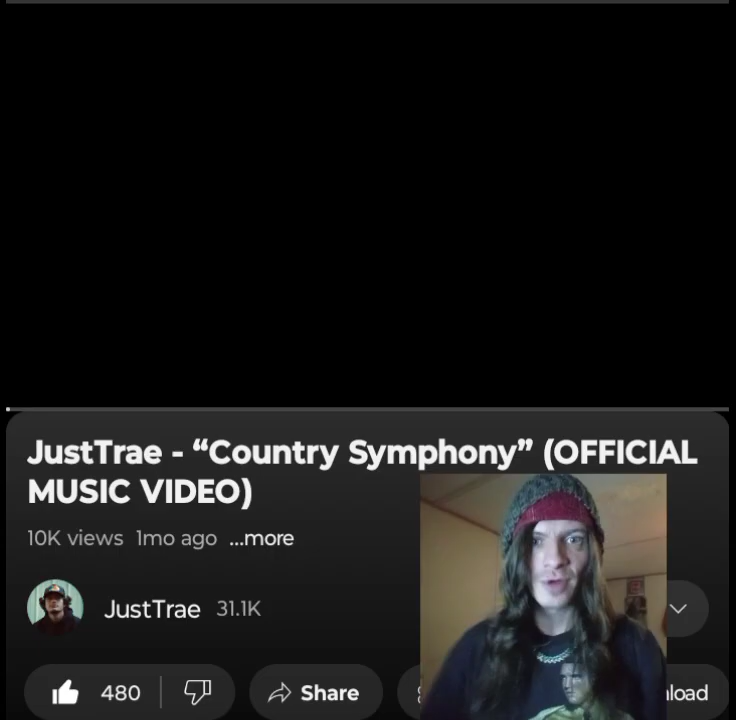 JustTrae - “Country Symphony” (OFFICIAL
MUSIC VIDEO)
10K views 1mo ago ...more
JustTrae 31.1K
480 Share load